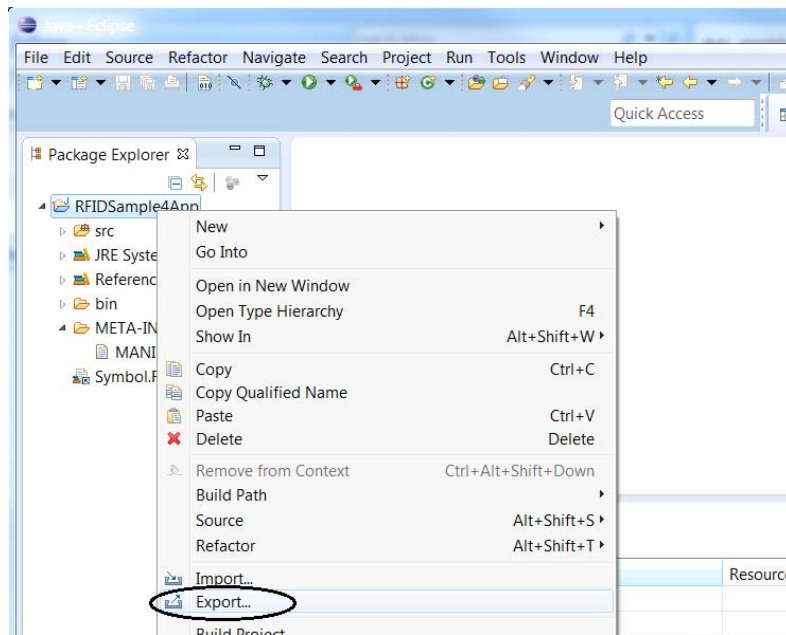 Java - Eclipse
File Edit Source Refactor Navigate Search Project Run Tools Window Help
Quick Access
Package Explorer
RFIDSample4App
src
JRE Syste
Referenc
bin
META-IN
MANI
Symbol.F
New
Go Into
Open in New Window
Open Type Hierarchy F4
Show In Alt+Shift+W
Copy Ctrl+C
Copy Qualified Name
Paste Ctrl+V
Delete Delete
Remove from Context Ctrl+Alt+Shift+Down
Build Path
Source Alt+Shift+S
Refactor Alt+Shift+T
Import...
Export...
Build Project
Resourc